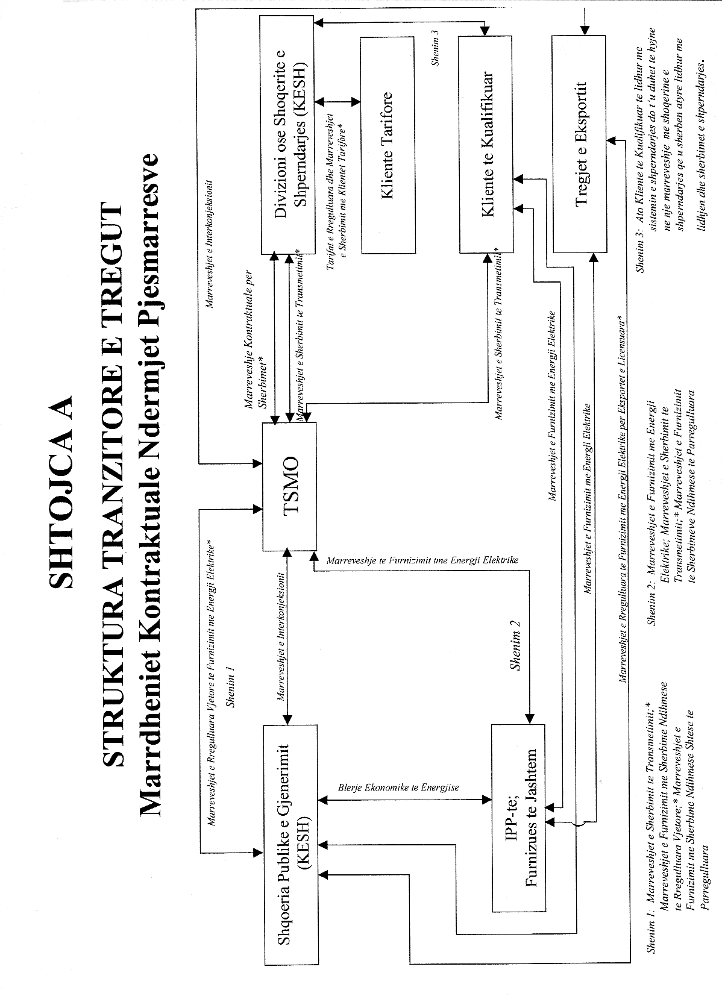 SHTOJCA A
STRUKTURA TRANZITORE E TREGUT
Marrdheniet Kontraktuale Ndermjet Pjesmarresve
Marreveshjet e Rregulluara Vjetore te Furnizimit me Energji Elektrike*
Shenim 1
Marreveshjet e Interkonjeksionit
Shqoeria Publike e Gjenerimit
(KESH)
Marreveshjet e Interkonjeksionit
TSMO
Marreveshje Kontraktuale per
Sherbimet*
Marreveshjet e Sherbimit te Transmetimit*
Divizioni ose Shoqerite e
Shperndarjes (KESH)
Tarifat e Rregulluara dhe Marreveshjet
e Sherbimit me Klientet Tarifore*
Kliente Tarifore
Shenim 3
Blerje Ekonomike te Energjise
Marreveshje te Furnizimit tme Energji Elektrike
Shenim 2
IPP-te;
Furnizues te Jashtem
Marreveshjet e Sherbimit te Transmetimit*
Kliente te Kualifikuar
Marreveshjet e Furnizimit me Energji Elektrike
Marreveshjet e Furnizimit me Energji Elektrike
Tregjet e Eksportit
Marreveshjet e Rregulluara te Furnizimit me Energji Elektrike per Eksportet e Licensuara*
Shenim 1: Marreveshjet e Sherbimit te Transmetimit;*
Marreveshjet e Furnizimit me Sherbime Ndihmese
te Rregulluara Vjetore;* Marreveshjet e
Furnizimit me Sherbime Ndihmese Shtese te
Parregulluara
Shenim 2: Marreveshjet e Furnizimit me Energji
Elektrike; Marreveshjet e Sherbimit te
Transmetimit;* Marreveshjet e Furnizimit
te Sherbimeve Ndihmese te Parregulluara
Shenim 3: Ato Kliente te Kualifikuar te lidhur me
sistemin e shperndarjes do t'u duhet te hyjne
ne nje marreveshje me shoqerine e
shperndarjes qe u sherben atyre lidhur me
lidhjen dhe sherbimet e shperndarjes.